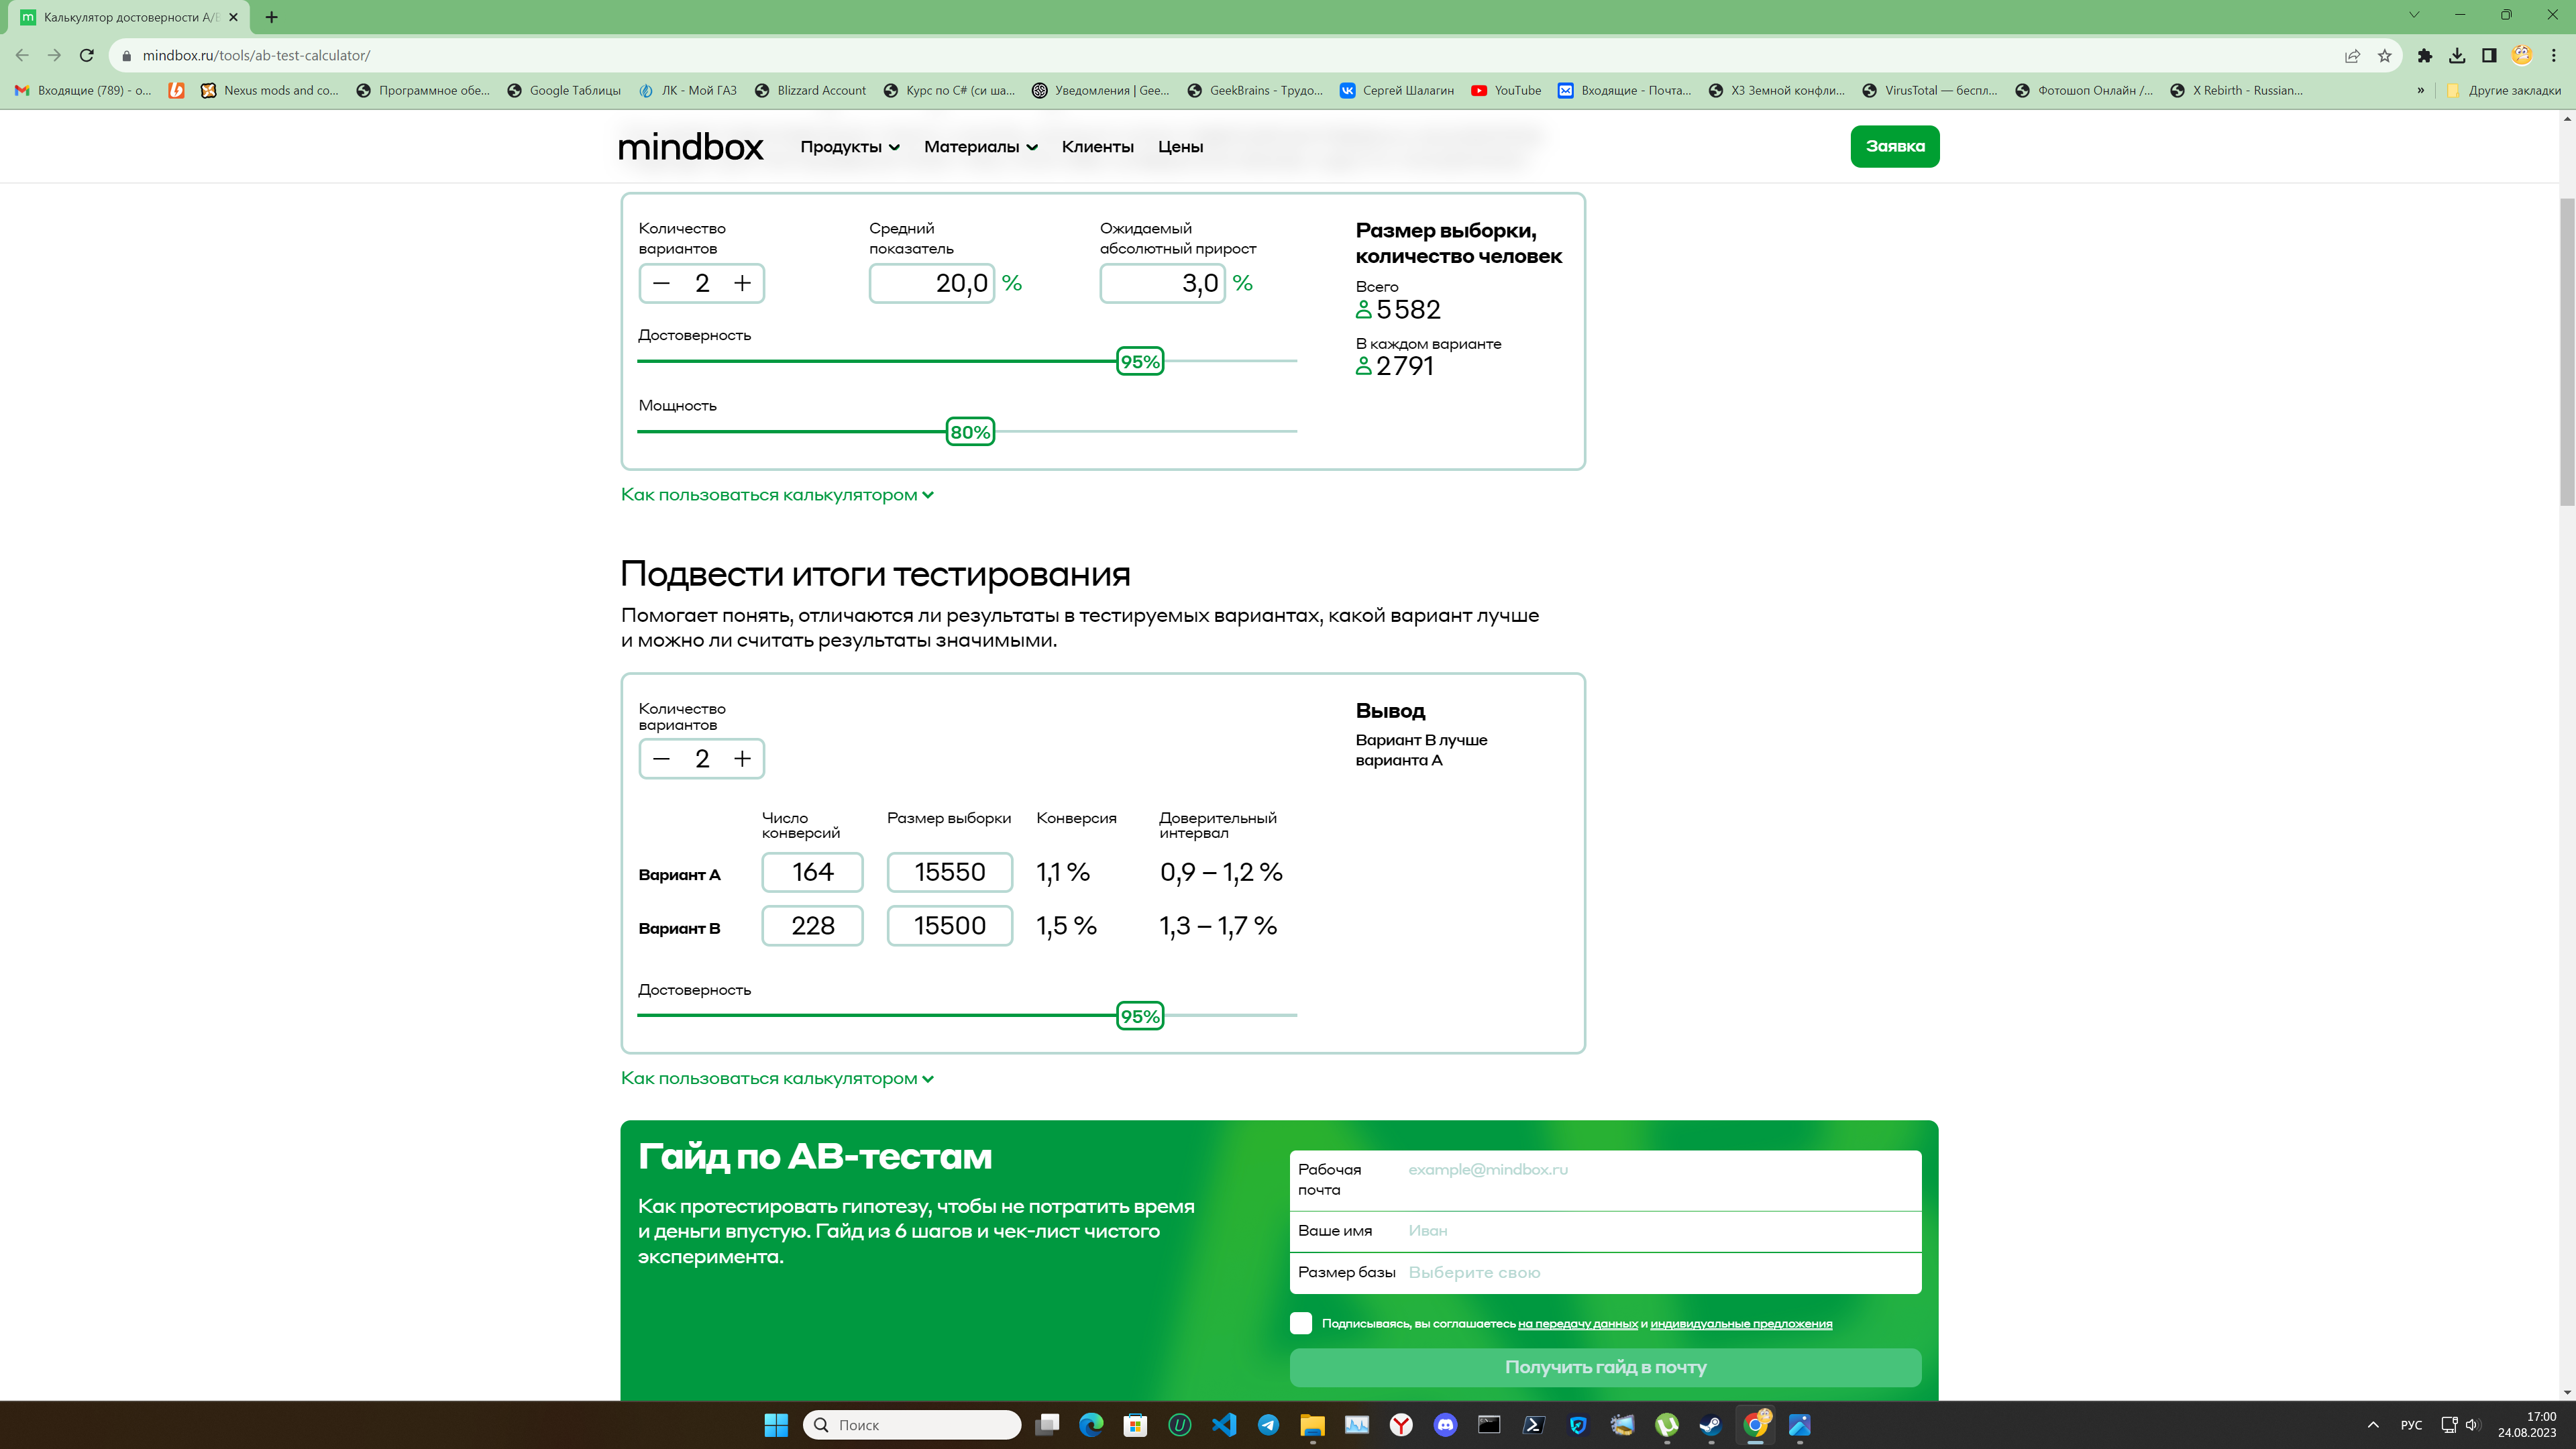 Калькулятор достоверности A/B
mindbox.ru/tools/ab-test-calculator/
Входящие (789) - о...
Nexus mods and co...
Программное обе...
Google Таблицы
ЛК - Мой ГАЗ
Blizzard Account
Курс по C# (си ша...
Уведомления | Gee...
GeekBrains - Трудо...
Сергей Шалагин
YouTube
Входящие - Почта...
X3 Земной конфли...
VirusTotal — беспл...
Фотошоп Онлайн /...
X Rebirth - Russian...
»
Другие закладки
mindbox
Продукты
Материалы
Клиенты
Цены
Заявка
Количество
вариантов
2
Средний
показатель
20,0 %
Ожидаемый
абсолютный прирост
3,0 %
Достоверность
95%
Мощность
80%
Размер выборки,
количество человек
Всего
5 582
В каждом варианте
2 791
Как пользоваться калькулятором
Подвести итоги тестирования
Помогает понять, отличаются ли результаты в тестируемых вариантах, какой вариант лучше
и можно ли считать результаты значимыми.
Количество
вариантов
2
Вывод
Вариант B лучше
варианта A
Число
конверсий
Размер выборки
Конверсия
Доверительный
интервал
Вариант A 164 15550 1,1 % 0,9 – 1,2 %
Вариант B 228 15500 1,5 % 1,3 – 1,7 %
Достоверность
95%
Как пользоваться калькулятором
Гайд по АВ-тестам
Как протестировать гипотезу, чтобы не потратить время
и деньги впустую. Гайд из 6 шагов и чек-лист чистого
эксперимента.
Рабочая
почта
example@mindbox.ru
Ваше имя
Иван
Размер базы
Выберите свою
Подписываясь, вы соглашаетесь на передачу данных и индивидуальные предложения
Получить гайд в почту
Поиск
РУС
17:00
24.08.2023